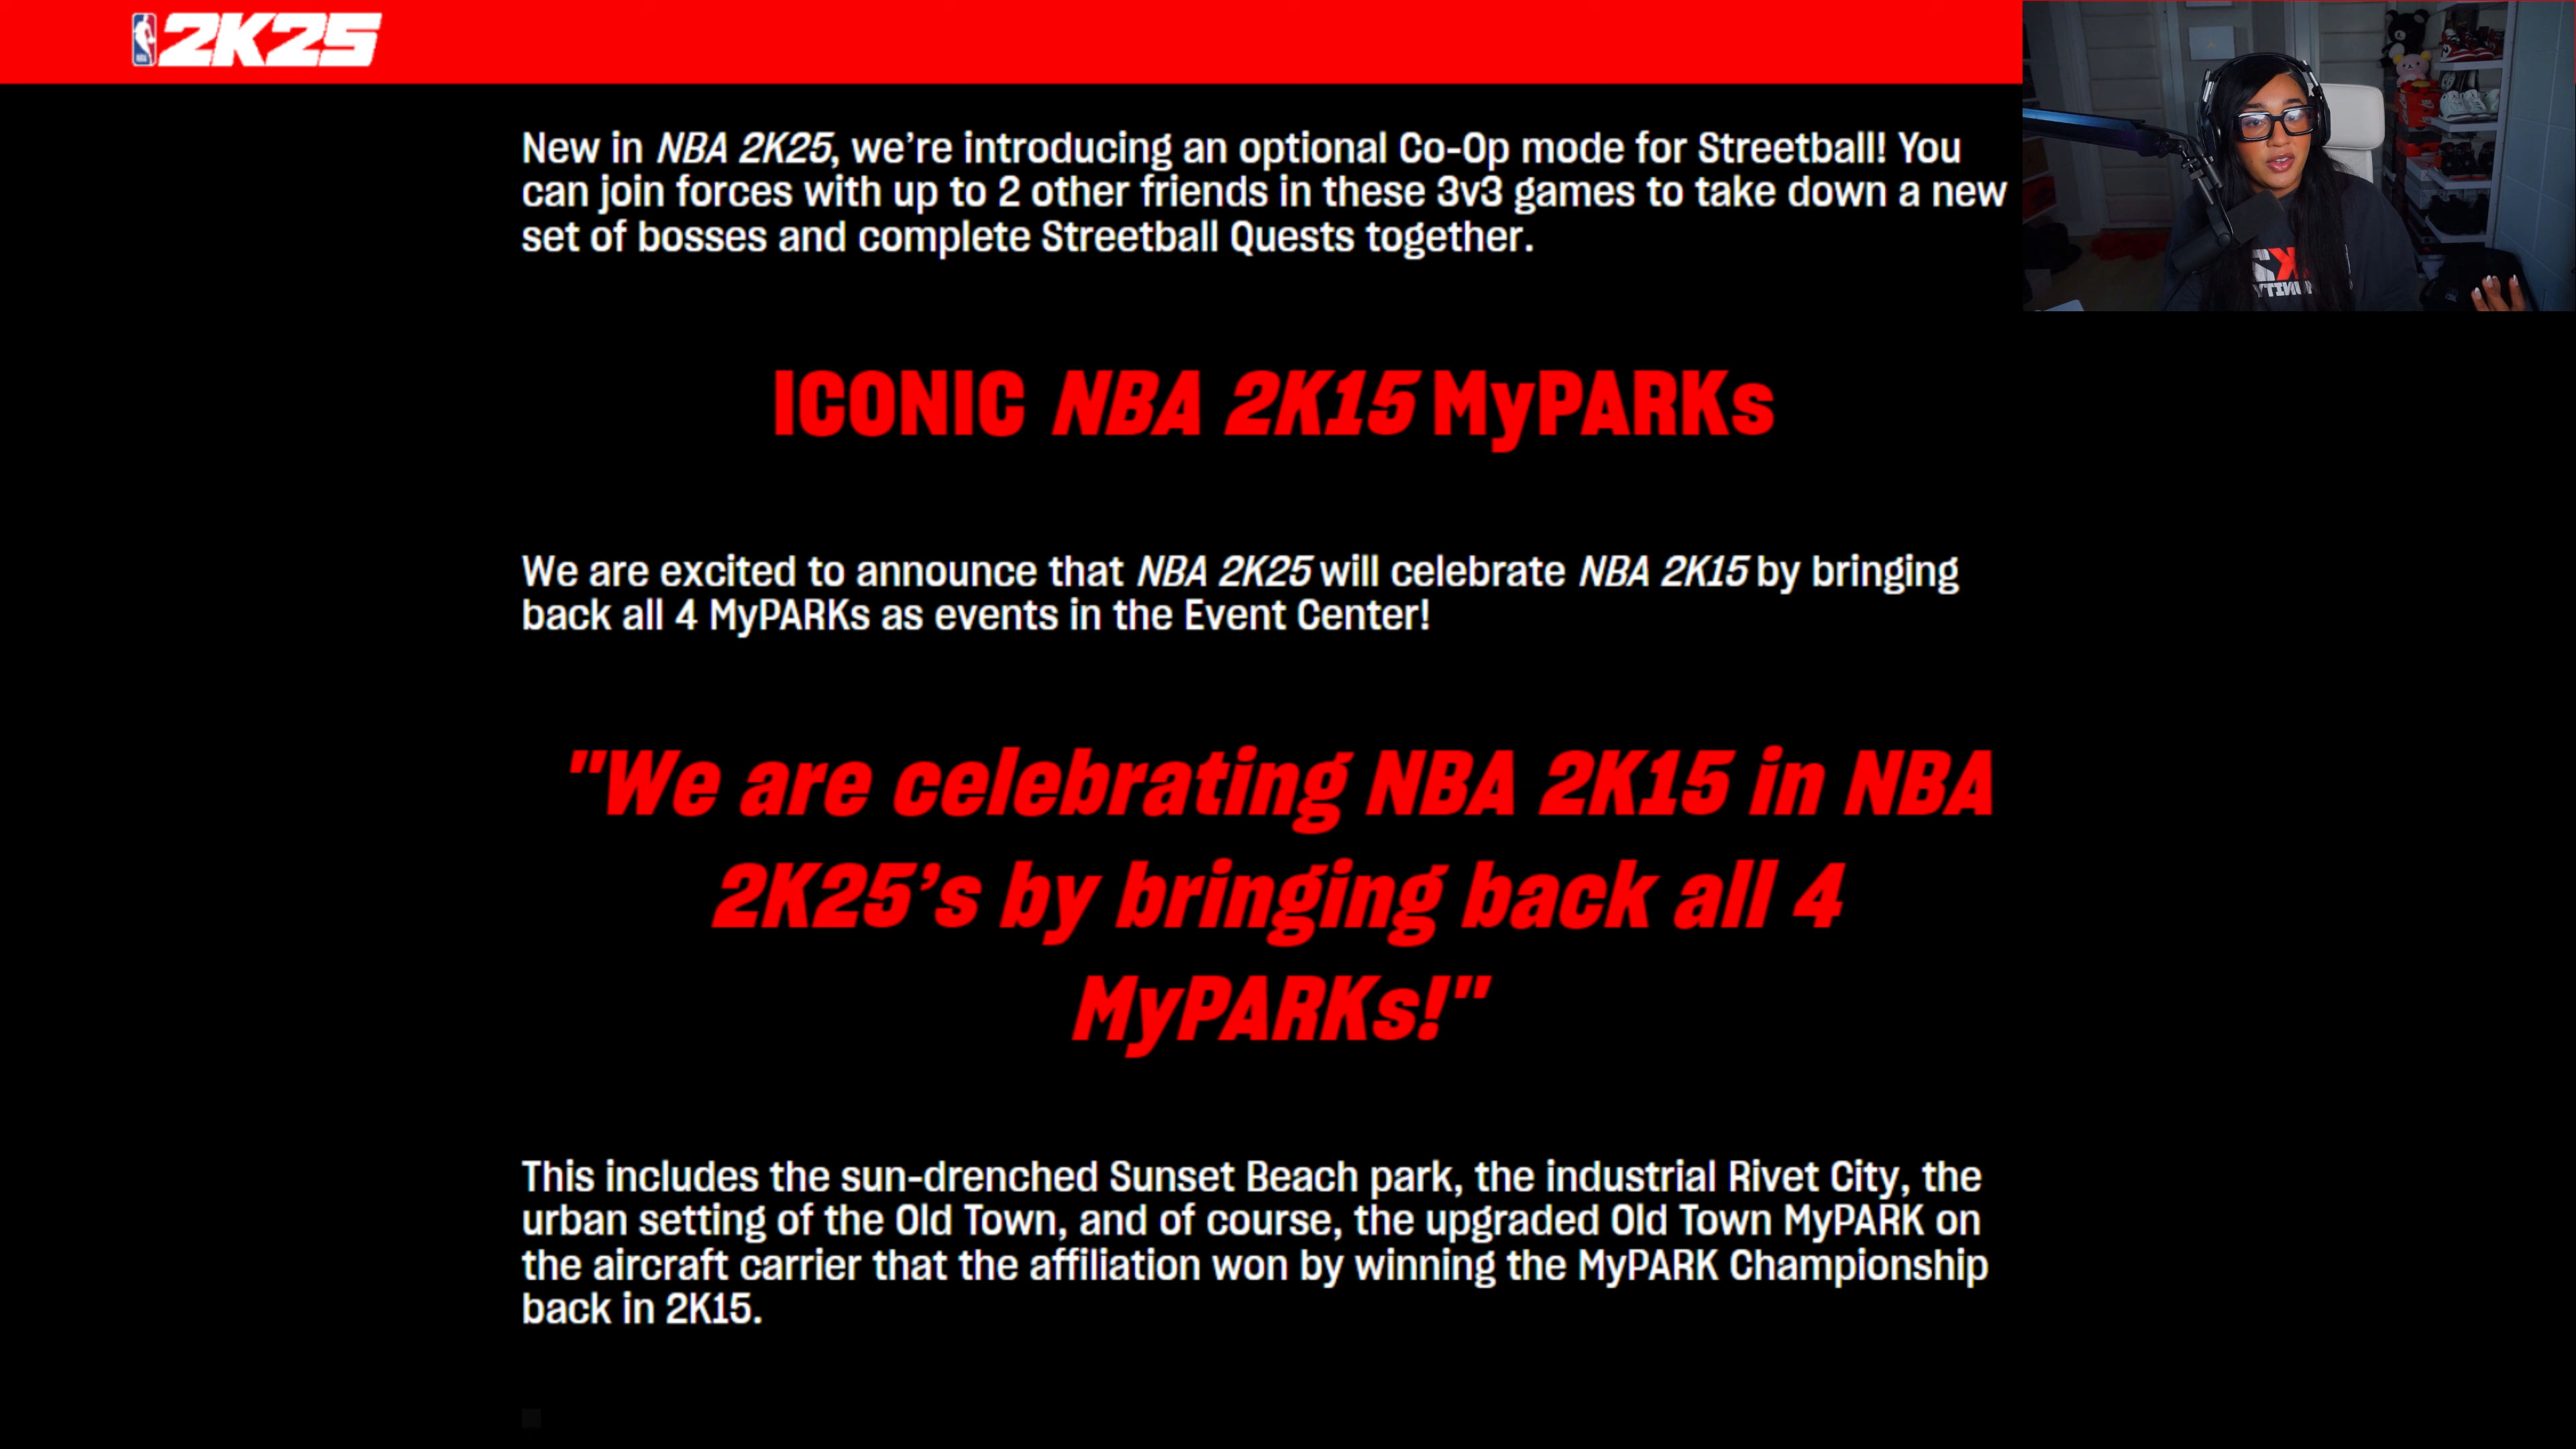 2K25
New in NBA 2K25, we’re introducing an optional Co-Op mode for Streetball! You
can join forces with up to 2 other friends in these 3v3 games to take down a new
set of bosses and complete Streetball Quests together.
ICONIC NBA 2K15 MyPARKs
We are excited to announce that NBA 2K25 will celebrate NBA 2K15 by bringing
back all 4 MyPARKs as events in the Event Center!
"We are celebrating NBA 2K15 in NBA
2K25’s by bringing back all 4
MyPARKs!"
This includes the sun-drenched Sunset Beach park, the industrial Rivet City, the
urban setting of the Old Town, and of course, the upgraded Old Town MyPARK on
the aircraft carrier that the affiliation won by winning the MyPARK Championship
back in 2K15.